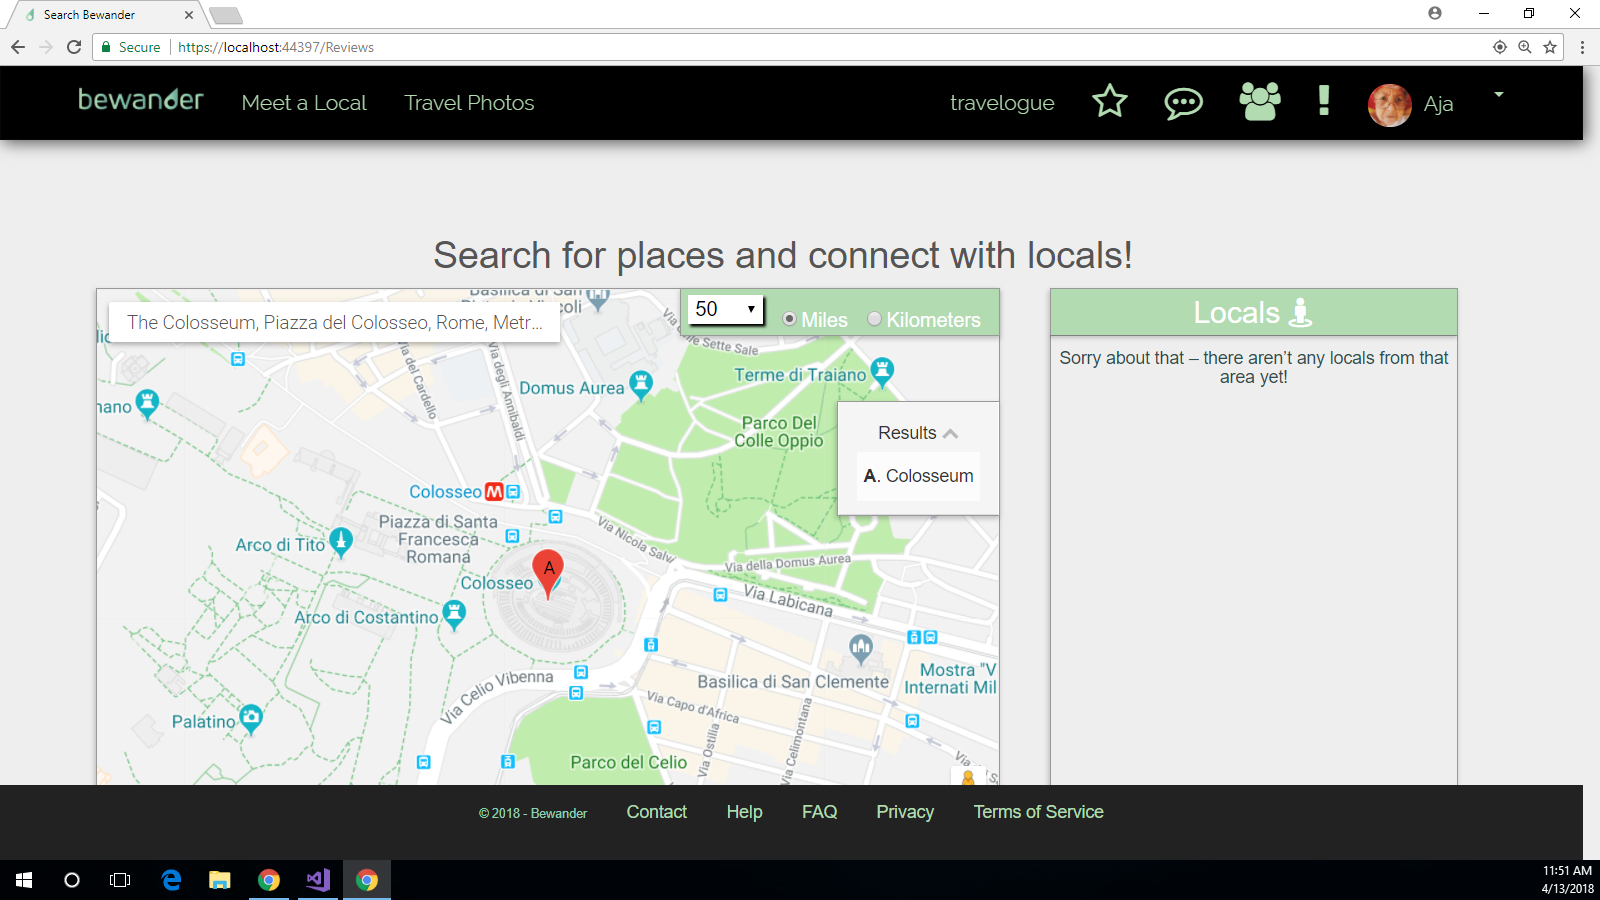 Search Bewander
Secure https://localhost:44397/Reviews
bewander Meet a Local Travel Photos travelogue Aja
Search for places and connect with locals!
The Colosseum, Piazza del Colosseo, Rome, Metr...
50 Miles Kilometers
Locals
Sorry about that – there aren't any locals from that
area yet!
Results
A. Colosseum
Basilica di San
Via delle Sette Sale
Via del Cardello
Via degli Annibaldi
Domus Aurea
Terme di Traiano
Parco Del
Colle Oppio
Colosseo M
Piazza di Santa
Francesca
Romana
Via Nicola Salvi
Arco di Tito
Via della Domus Aurea
Colosseo
A
Via Labicana
Arco di Costantino
Basilica di San Clemente
Mostra "V
Internati Mil
Via Celio Vibenna
Via Capo d'Africa
Palatino
Via Ostilia
Via Celimontana
Parco del Celio
© 2018 - Bewander Contact Help FAQ Privacy Terms of Service
11:51 AM
4/13/2018